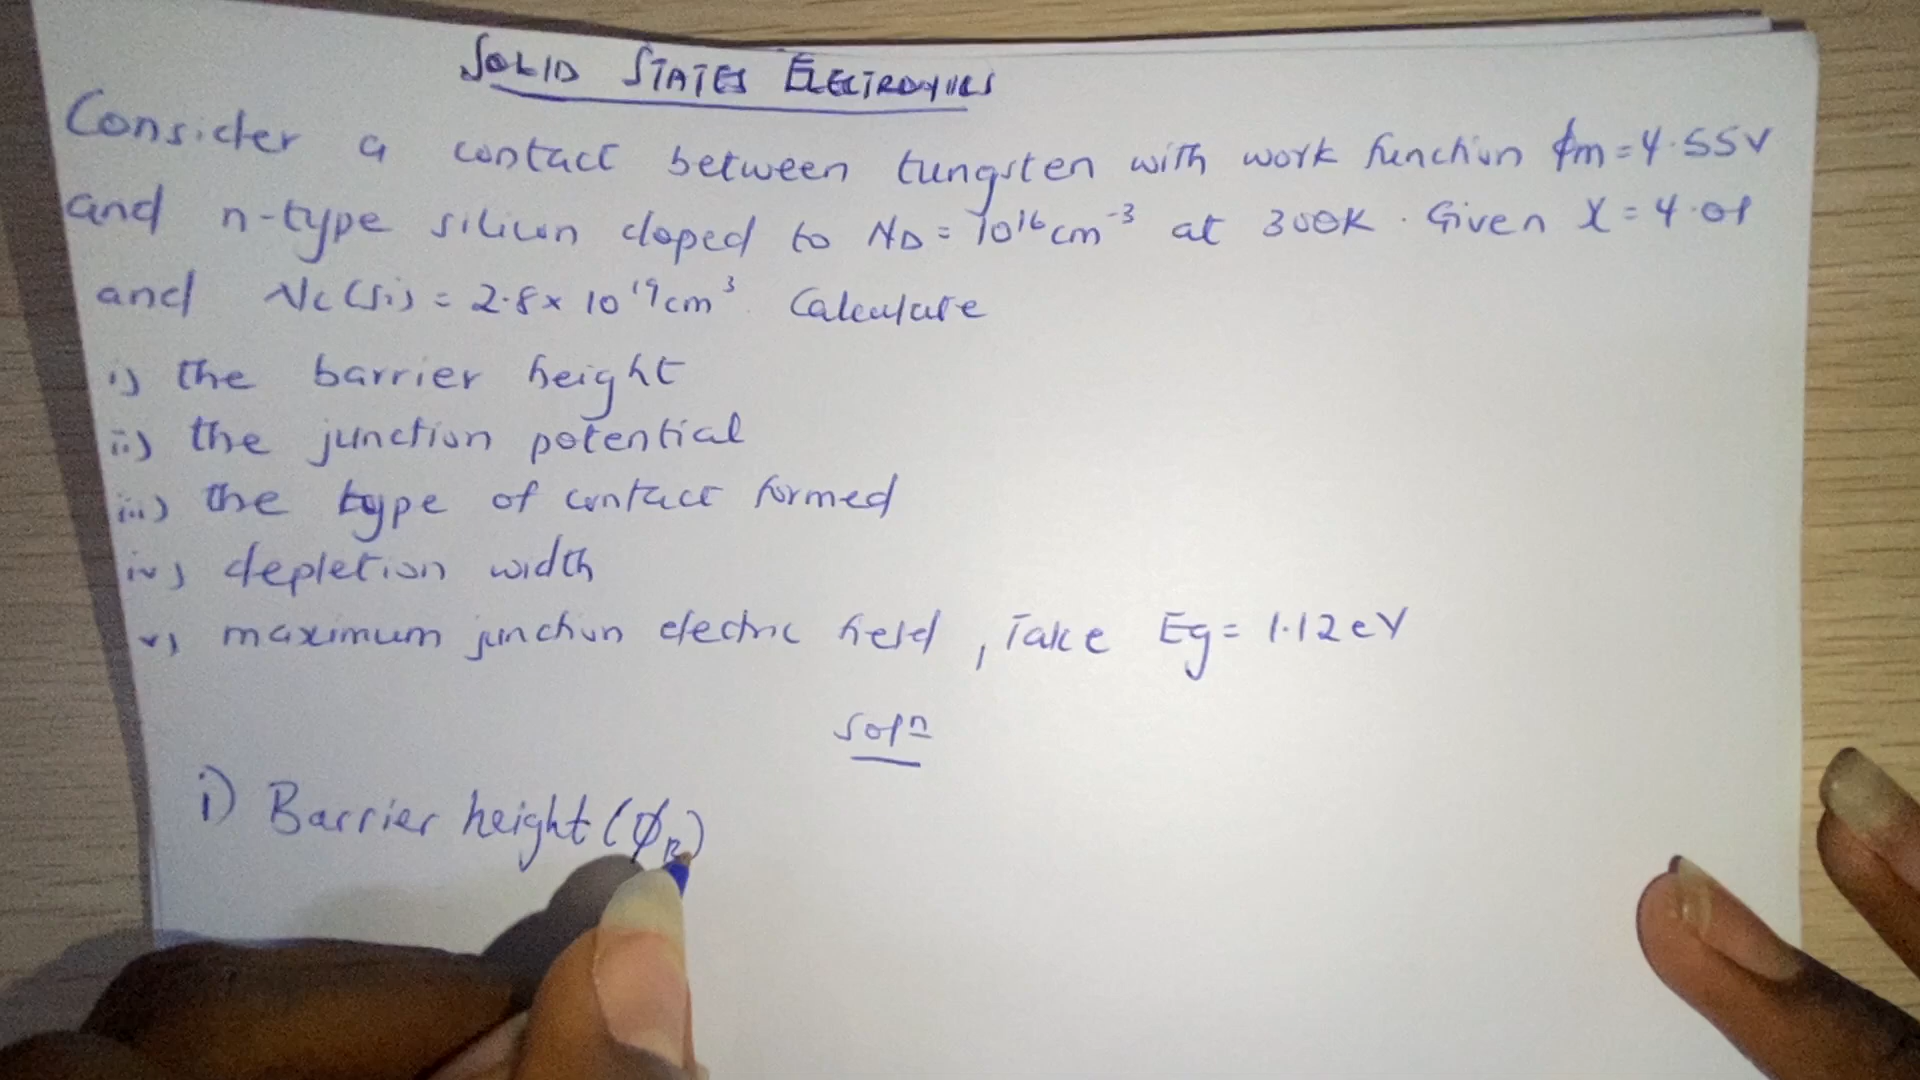 SOLID STATES ELECTRONICS
Consider a contact between tungsten with work function ϕm = 4.55V
and n-type silicon doped to ND = 10¹⁶cm⁻³ at 300K. Given X = 4.01
and Nc(Si) = 2.8 x 10¹⁹cm³. Calculate
i) the barrier height
ii) the junction potential
iii) the type of contact formed
iv) depletion width
v) maximum junction electric field, Take Eg = 1.12eV
Solⁿ
i) Barrier height (ϕB)